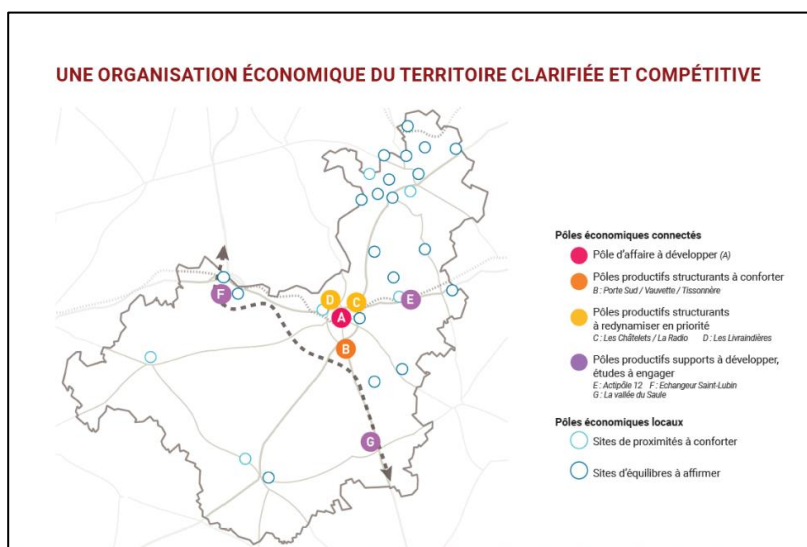 UNE ORGANISATION ÉCONOMIQUE DU TERRITOIRE CLARIFIÉE ET COMPÉTITIVE
F
D
C
E
A
B
G
Pôles économiques connectés
Pôle d'affaire à développer (A)
Pôles productifs structurants à conforter
B : Porte Sud / Vauvette / Tissonnère
Pôles productifs structurants
à redynamiser en priorité
C : Les Châtelets / La Radio D : Les Livraindières
Pôles productifs supports à développer,
études à engager
E : Actipôle 12 F : Echangeur Saint-Lubin
G : La vallée du Saule
Pôles économiques locaux
Sites de proximités à conforter
Sites d'équilibres à affirmer